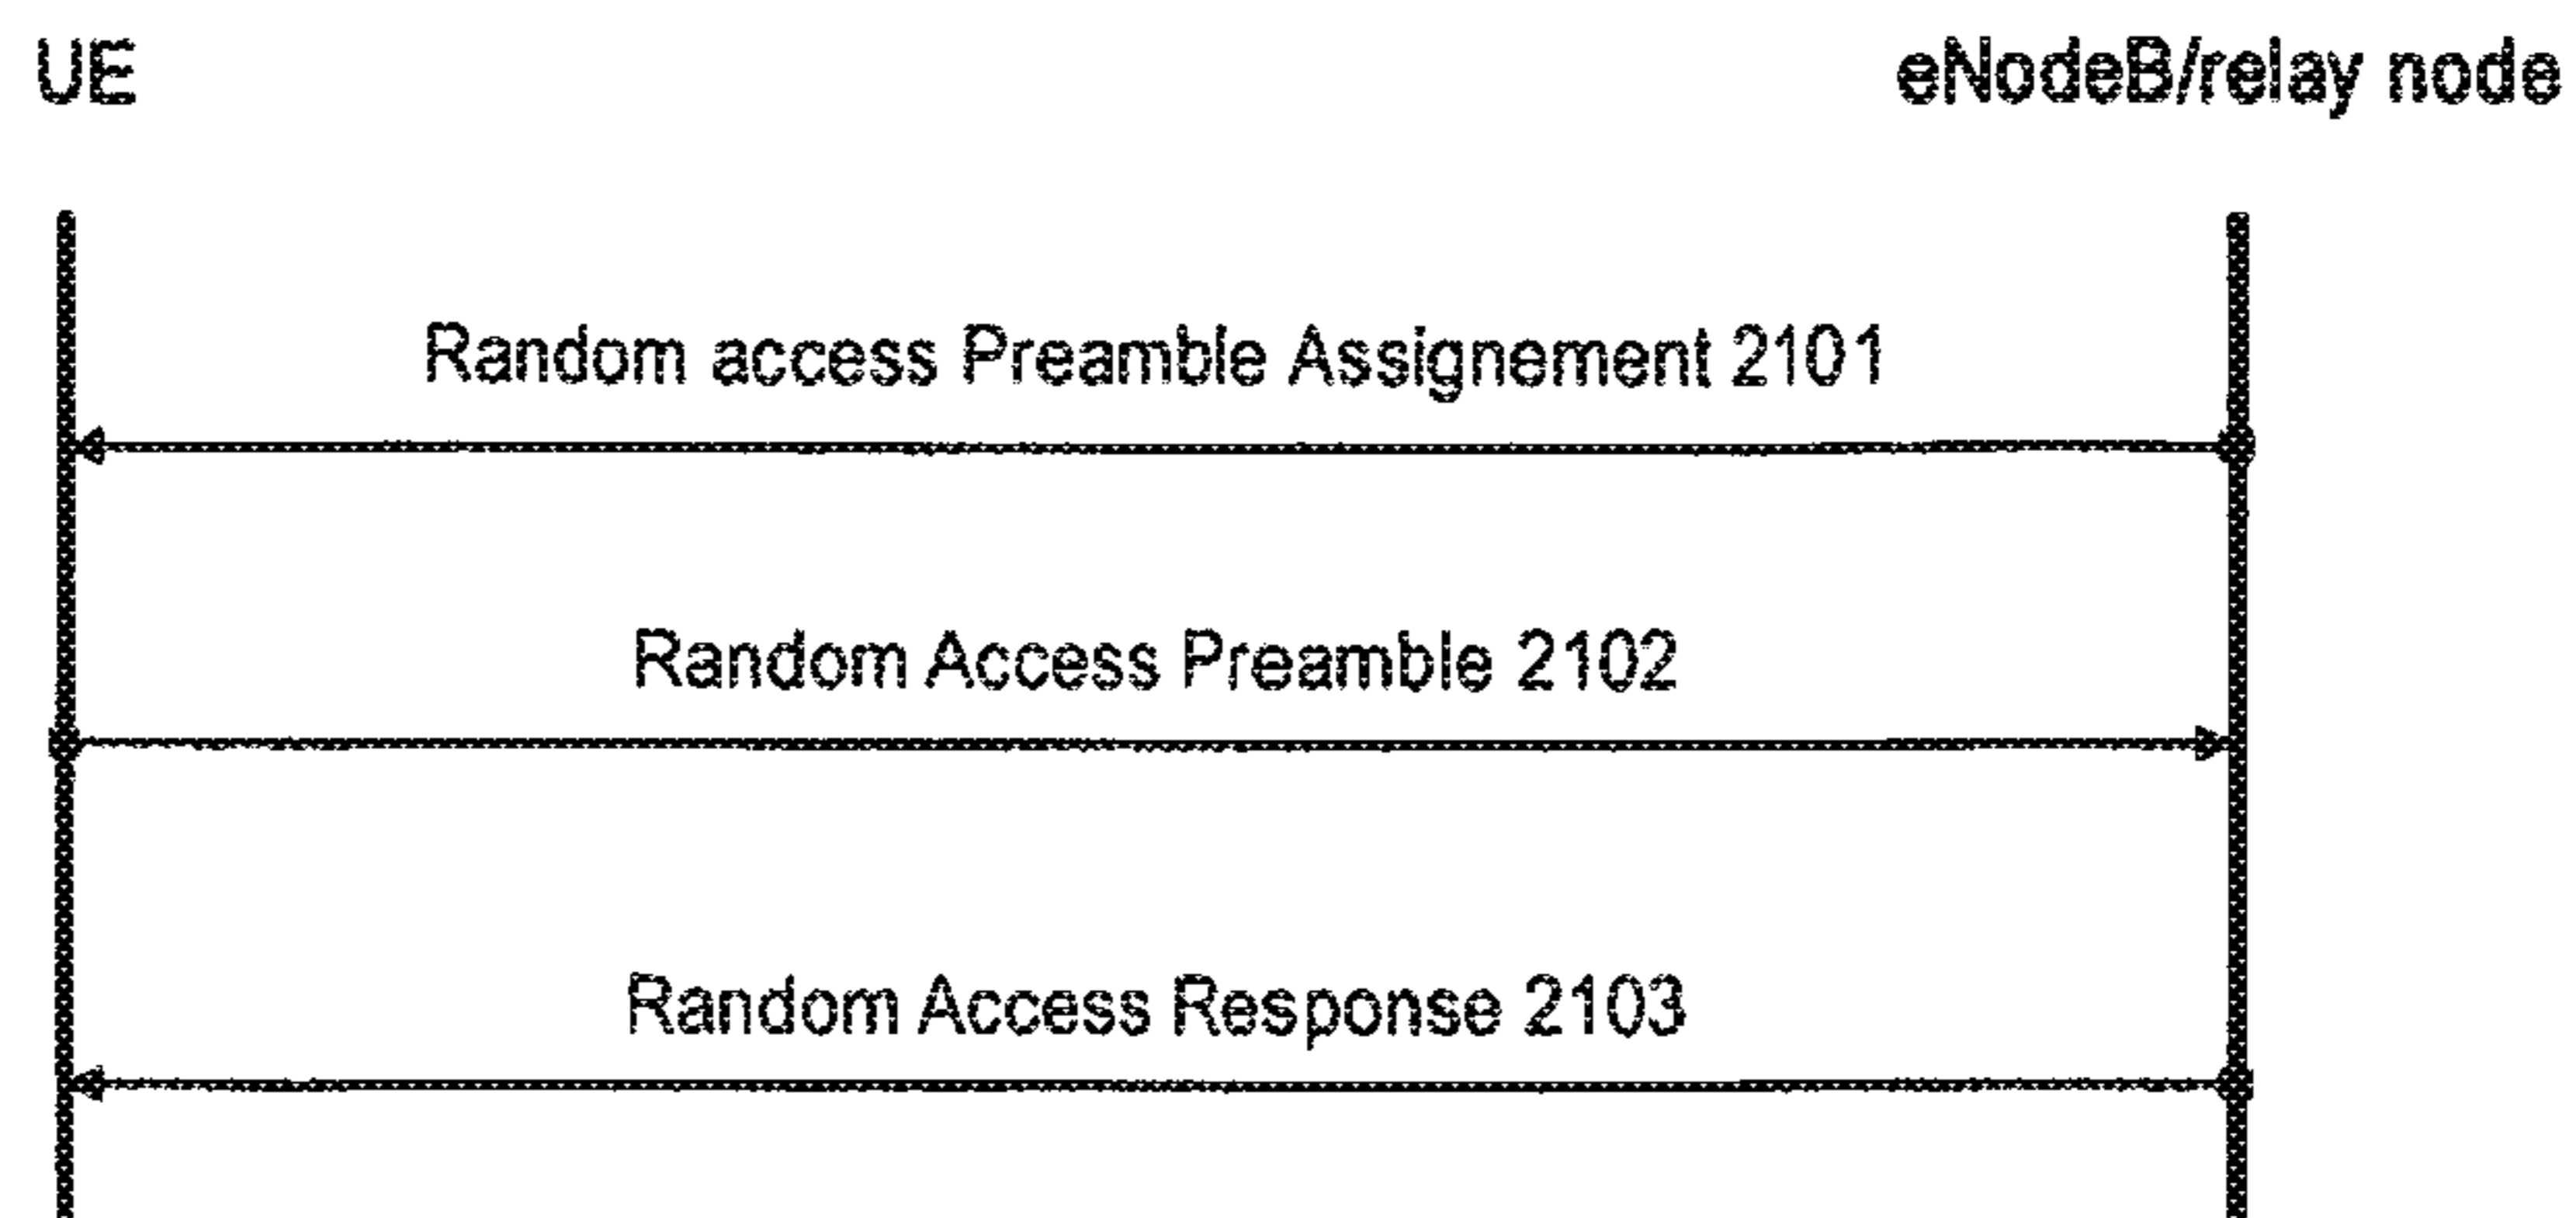 UE
eNodeB/relay node
Random access Preamble Assignement 2101
Random Access Preamble 2102
Random Access Response 2103